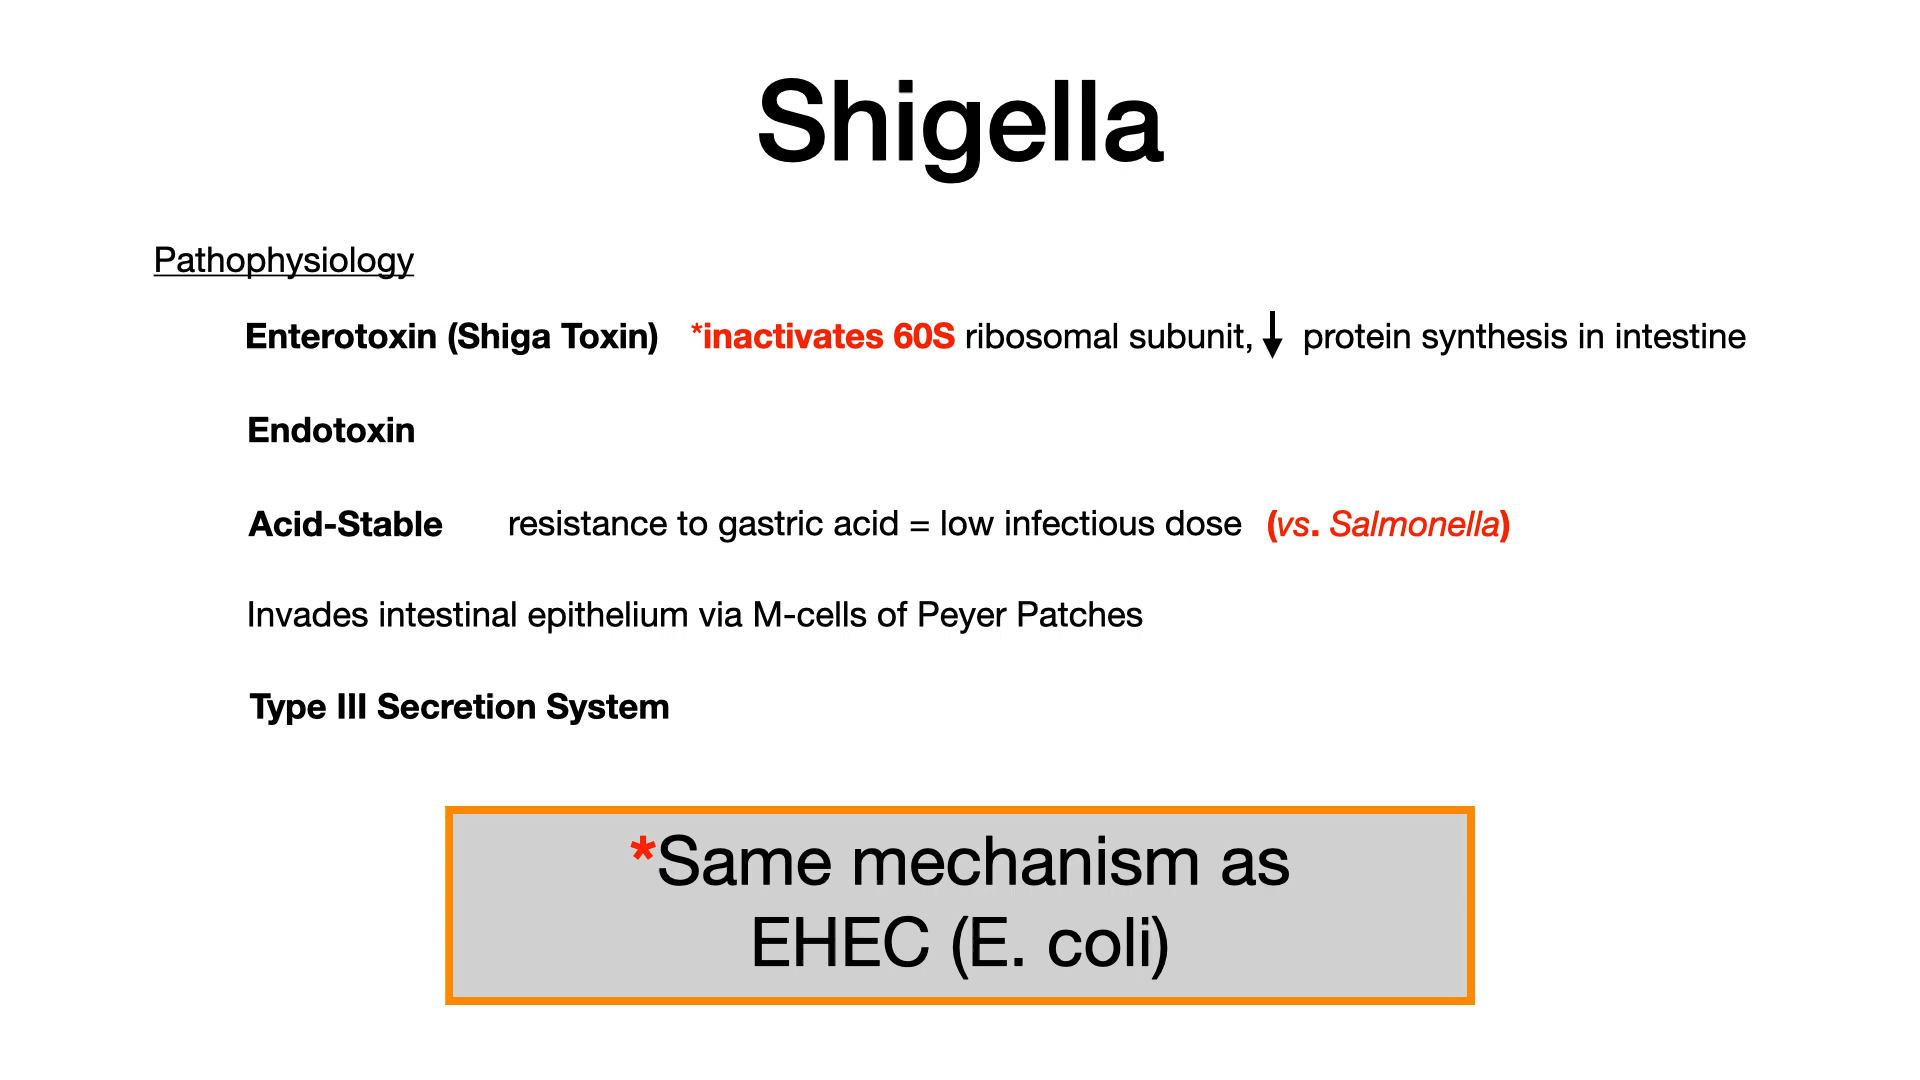 Shigella
Pathophysiology
Enterotoxin (Shiga Toxin) *inactivates 60S ribosomal subunit, ↓ protein synthesis in intestine
Endotoxin
Acid-Stable resistance to gastric acid = low infectious dose (vs. Salmonella)
Invades intestinal epithelium via M-cells of Peyer Patches
Type III Secretion System
*Same mechanism as
EHEC (E. coli)